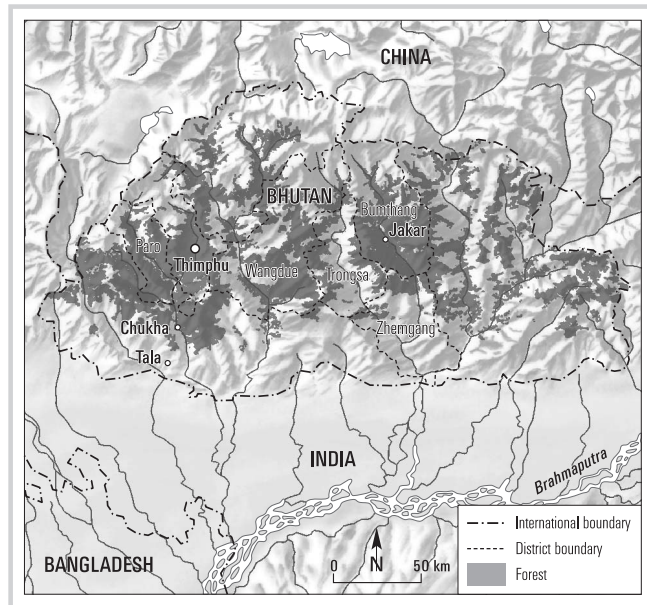 CHINA
BHUTAN
Bumthang
Jakar
Paro
Thimphu
Wangdue
Trongsa
Chukha
Zhemgang
Tala
INDIA
Brahmaputra
BANGLADESH
N
0 50 km
International boundary
District boundary
Forest